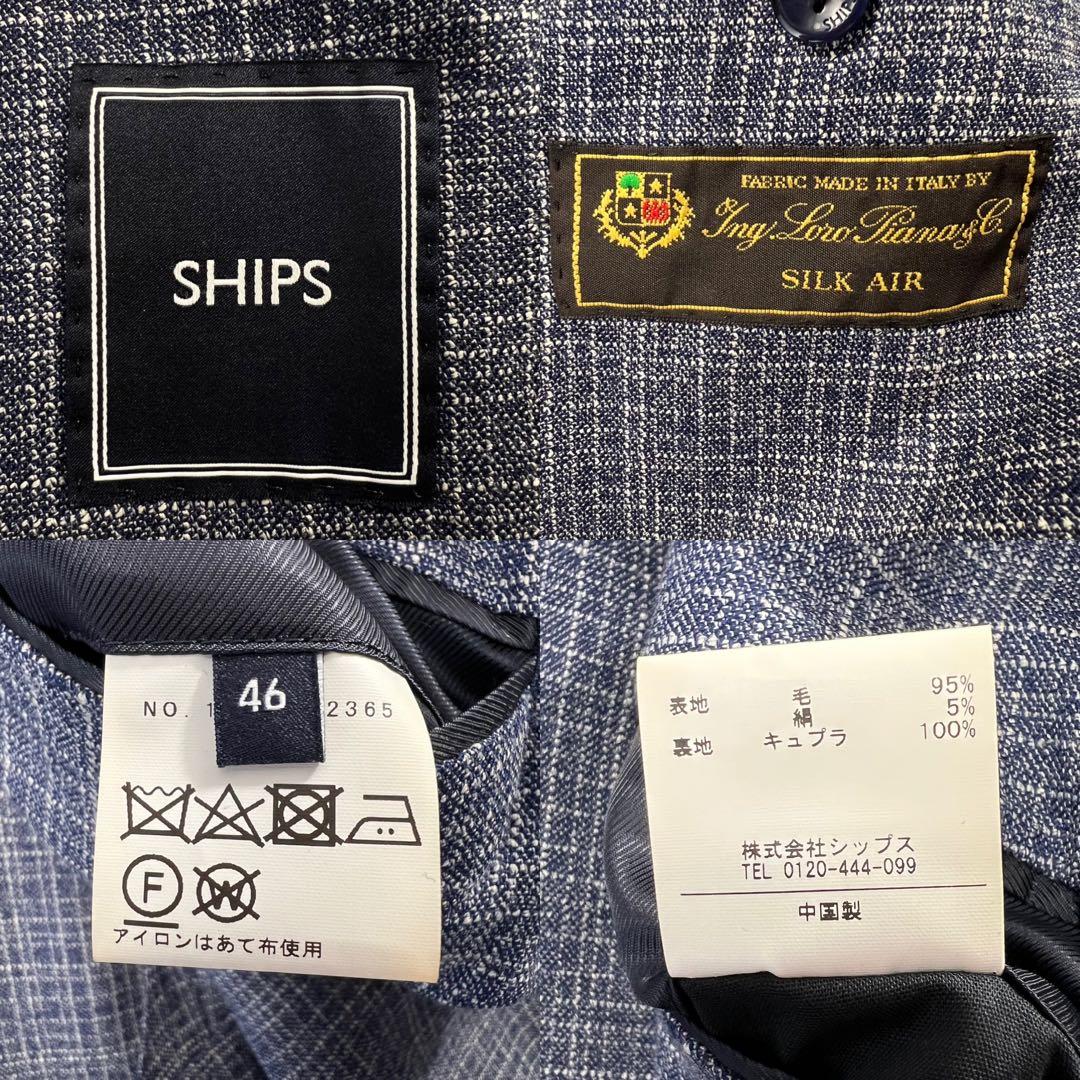 SHIPS
SHIPS
FABRIC MADE IN ITALY BY
Ing. Loro Piana & C.
SILK AIR
46
NO. 1 2365
F
W
アイロンはあて布使用
表地 毛 95%
絹 5%
裏地 キュプラ 100%
株式会社シップス
TEL 0120-444-099
中国製